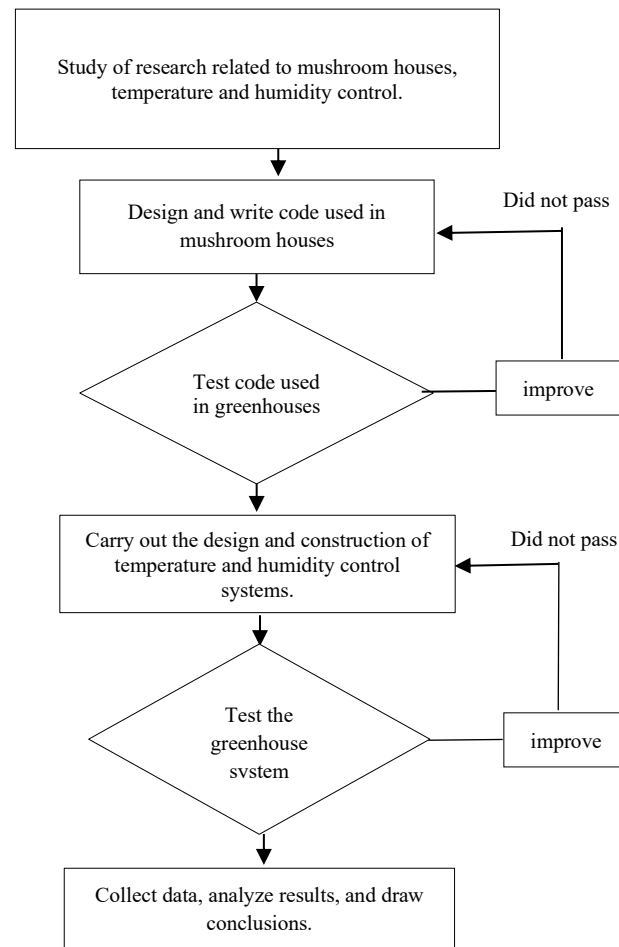 Study of research related to mushroom houses,
temperature and humidity control.
Did not pass
Design and write code used in
mushroom houses
Test code used
in greenhouses
improve
Did not pass
Carry out the design and construction of
temperature and humidity control
systems.
Test the
greenhouse
system
improve
Collect data, analyze results, and draw
conclusions.